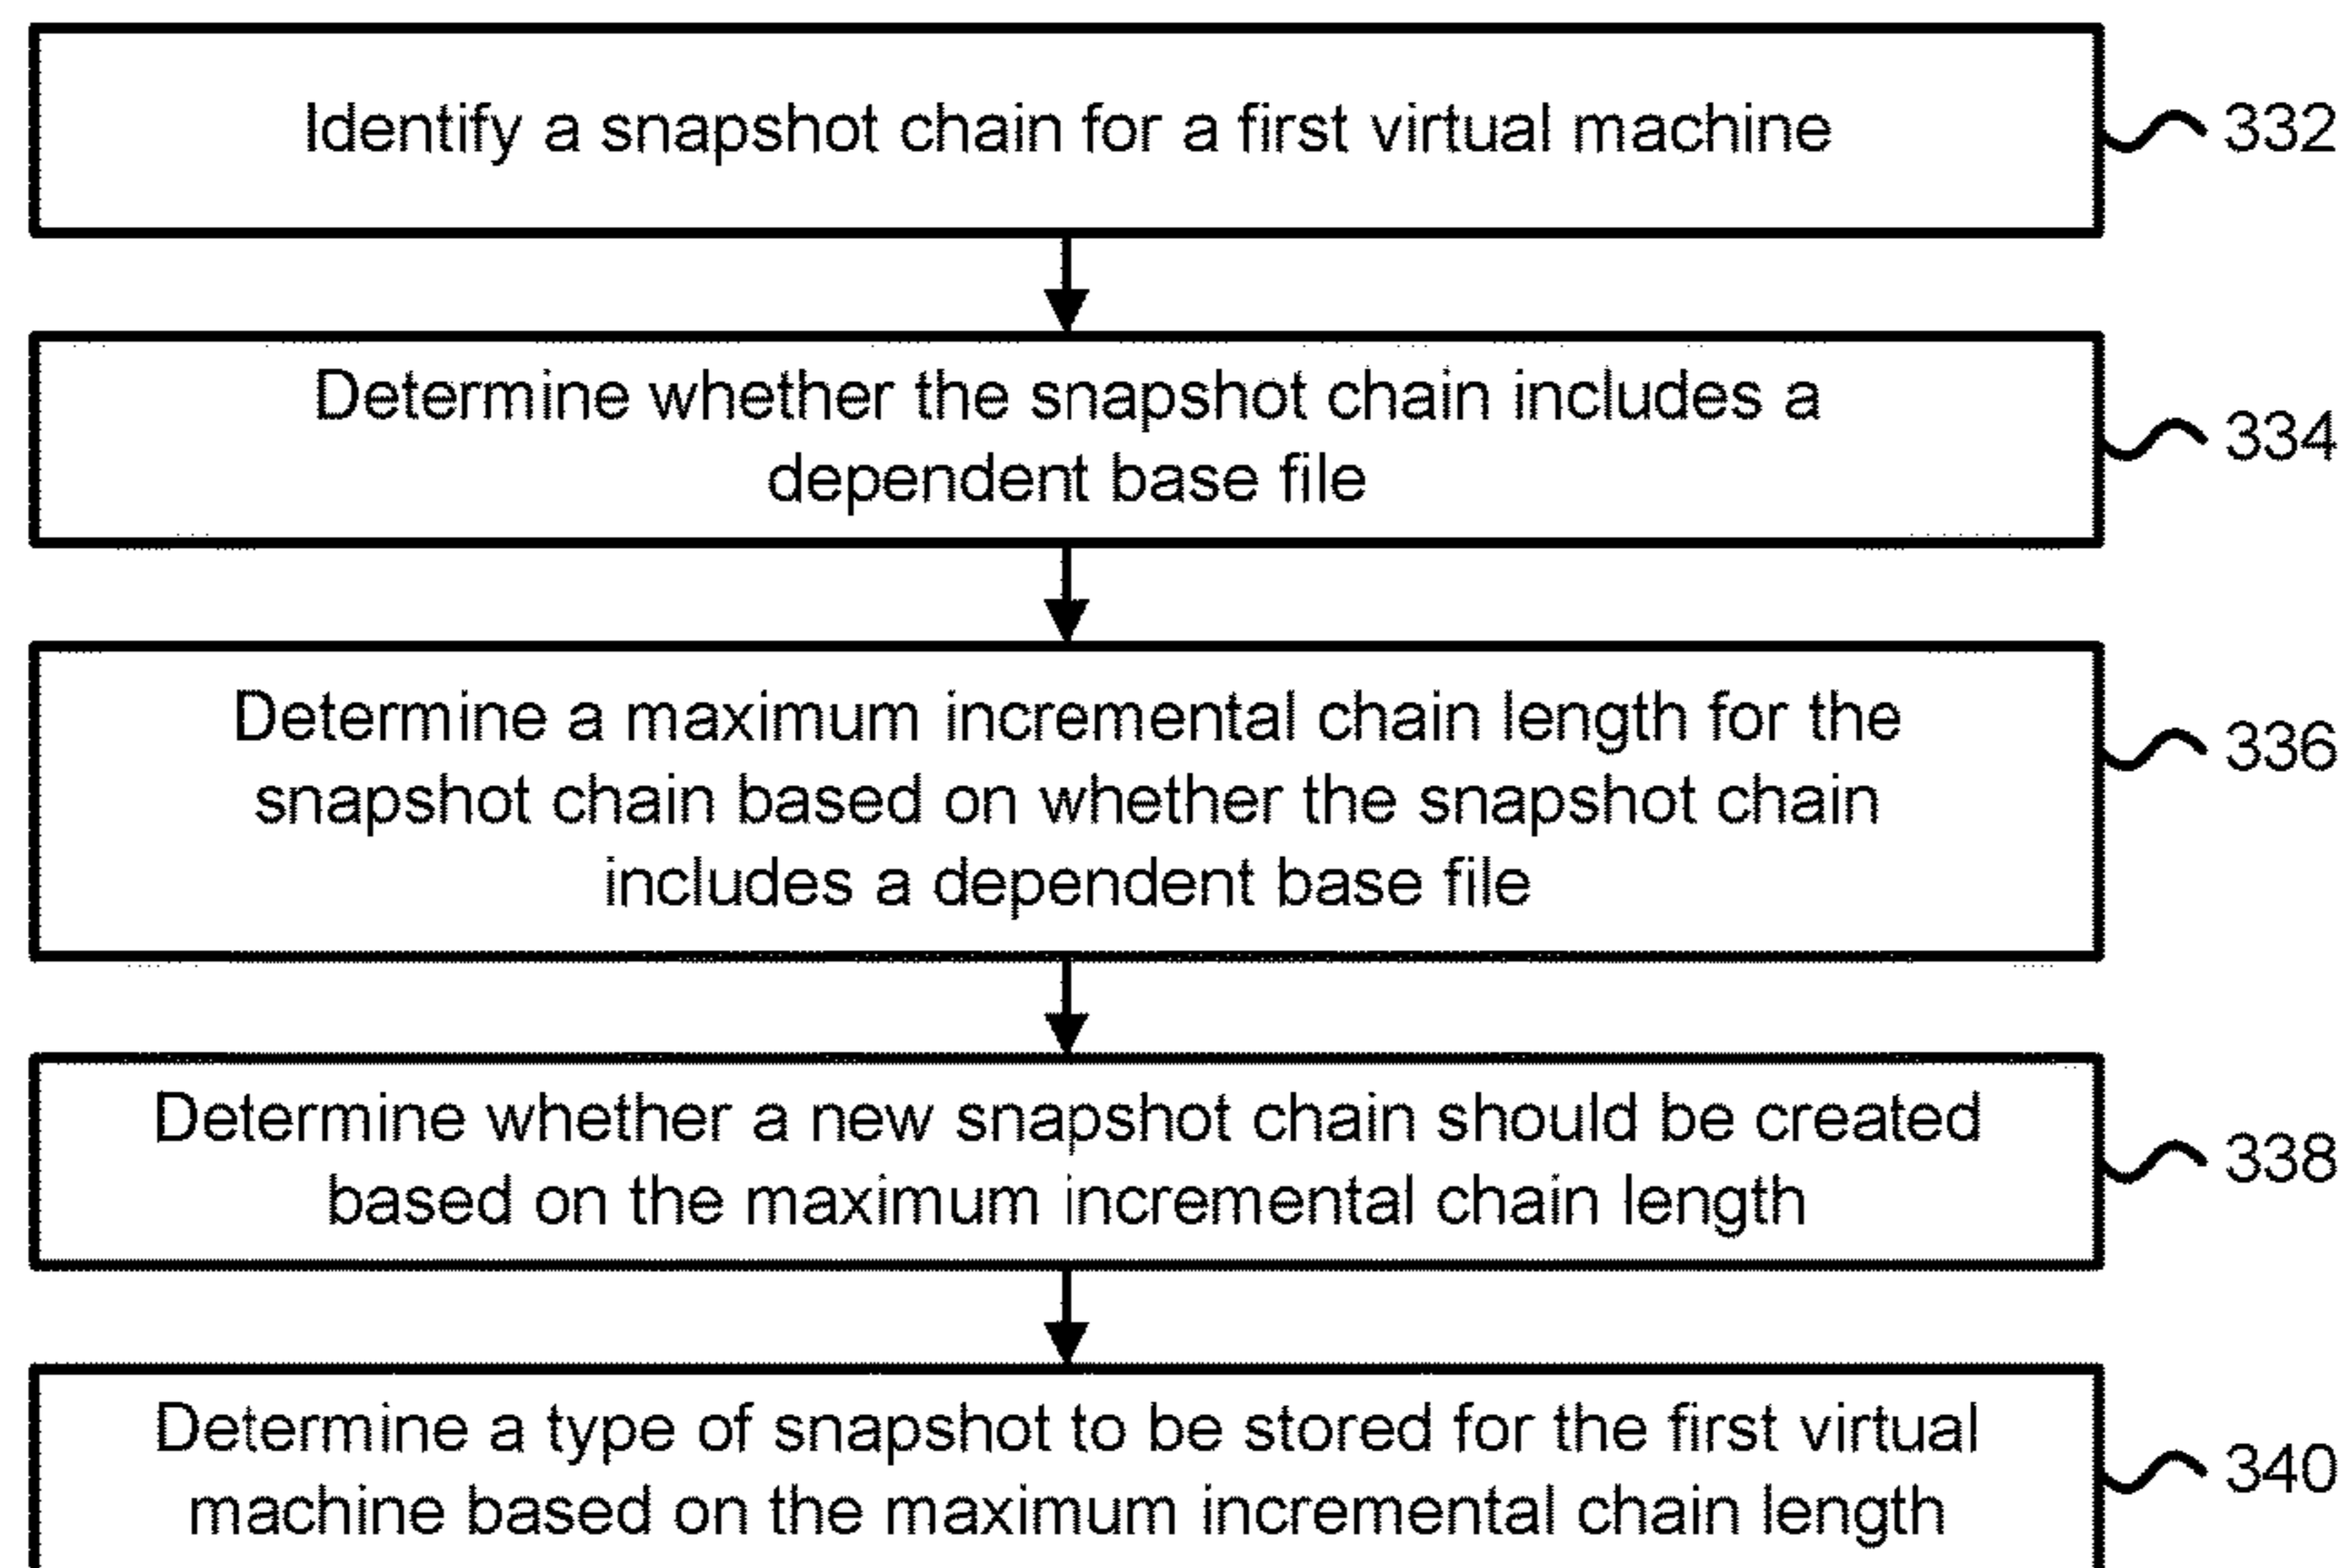 Identify a snapshot chain for a first virtual machine
332
Determine whether the snapshot chain includes a
dependent base file
334
Determine a maximum incremental chain length for the
snapshot chain based on whether the snapshot chain
includes a dependent base file
336
Determine whether a new snapshot chain should be created
based on the maximum incremental chain length
338
Determine a type of snapshot to be stored for the first virtual
machine based on the maximum incremental chain length
340